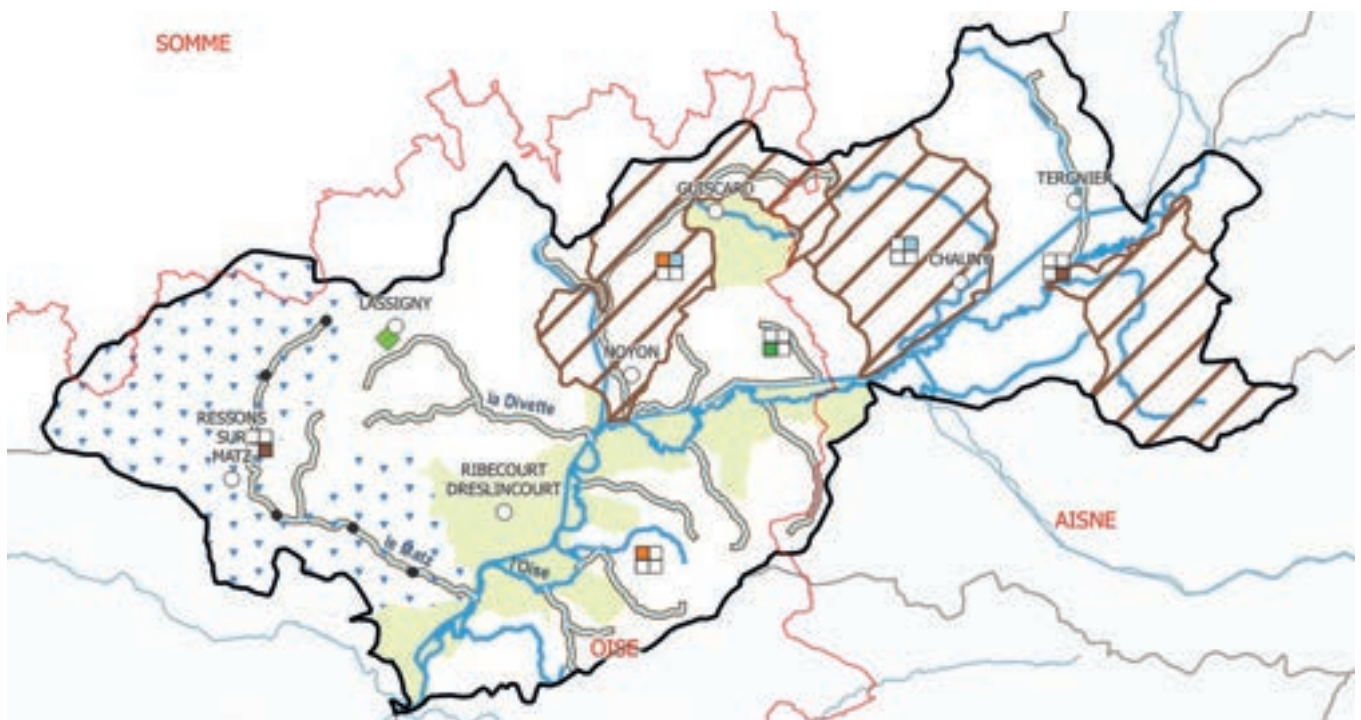 SOMME
GUISCARD
TERGNIER
CHAUNY
LASSIGNY
NOYON
la Divette
RESSONS
SUR
MATZ
RIBECOURT
DRESLINCOURT
AISNE
le Matz
l'Oise
OISE